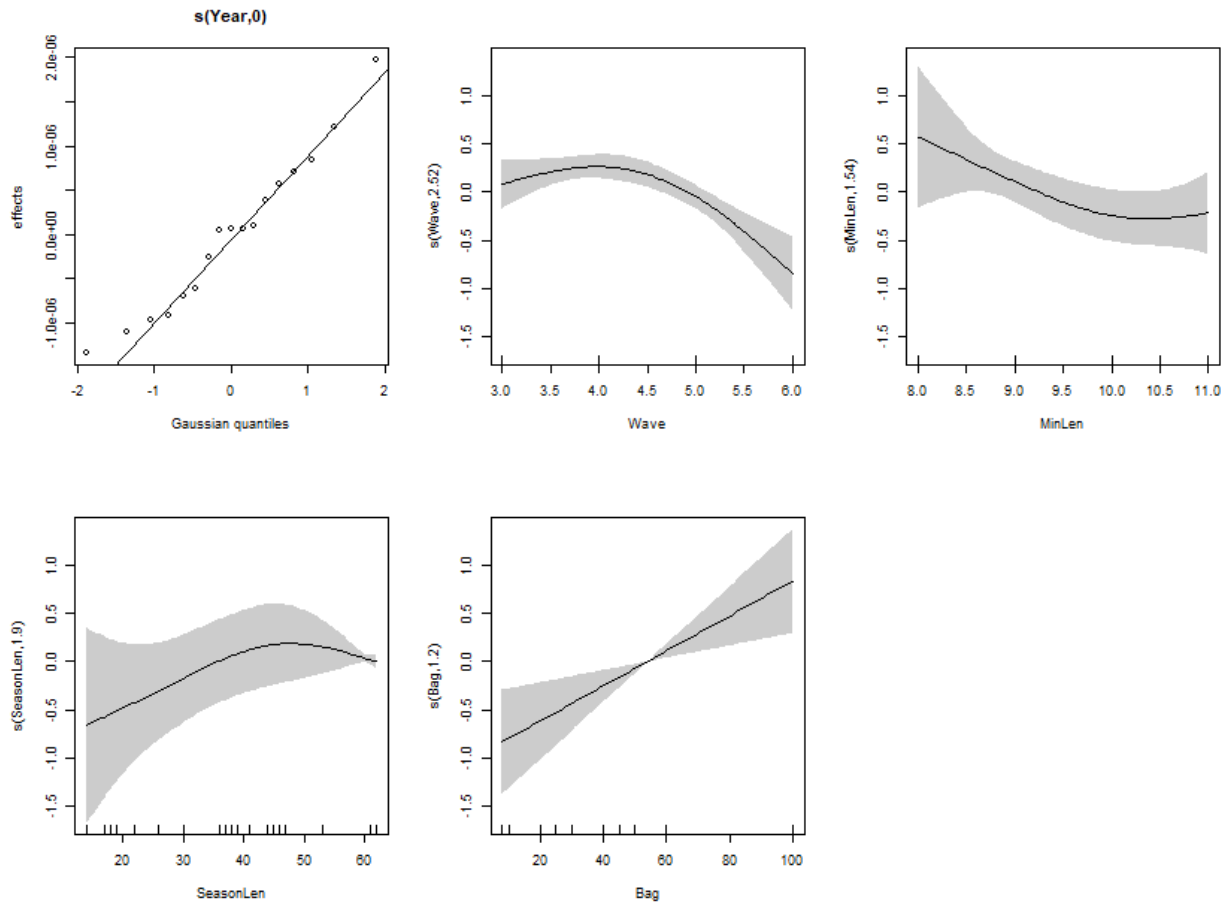 s(Year,0)
effects
-1.0e-06 0.0e+00 1.0e-06 2.0e-06
-2 -1 0 1 2
Gaussian quantiles
s(Wave,2.52)
-1.5 -1.0 -0.5 0.0 0.5 1.0
3.0 3.5 4.0 4.5 5.0 5.5 6.0
Wave
s(MinLen,1.54)
-1.5 -1.0 -0.5 0.0 0.5 1.0
8.0 8.5 9.0 9.5 10.0 10.5 11.0
MinLen
s(SeasonLen,1.9)
-1.5 -1.0 -0.5 0.0 0.5 1.0
20 30 40 50 60
SeasonLen
s(Bag,1.2)
-1.5 -1.0 -0.5 0.0 0.5 1.0
20 40 60 80 100
Bag